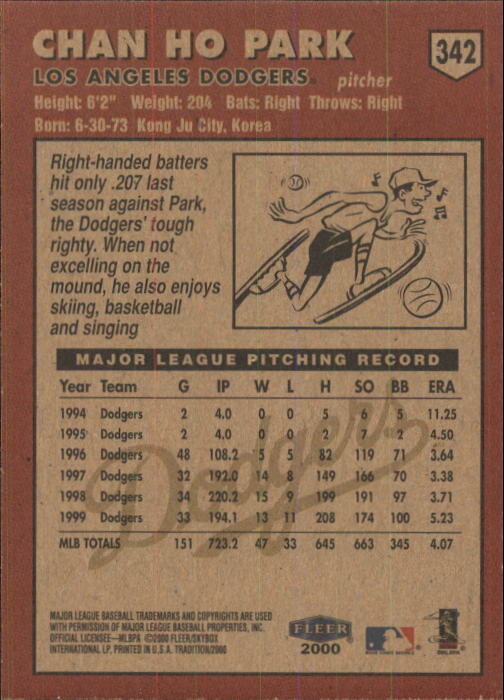 CHAN HO PARK
342
LOS ANGELES DODGERS® pitcher
Height: 6'2" Weight: 204 Bats: Right Throws: Right
Born: 6-30-73 Kong Ju City, Korea
Right-handed batters
hit only .207 last
season against Park,
the Dodgers' tough
righty. When not
excelling on the
mound, he also enjoys
skiing, basketball
and singing
MAJOR LEAGUE PITCHING RECORD
Year Team G IP W L H SO BB ERA
1994 Dodgers 2 4.0 0 0 5 6 5 11.25
1995 Dodgers 2 4.0 0 0 2 7 2 4.50
1996 Dodgers 48 108.2 5 5 82 119 71 3.64
1997 Dodgers 32 192.0 14 8 149 166 70 3.38
1998 Dodgers 34 220.2 15 9 199 191 97 3.71
1999 Dodgers 33 194.1 13 11 208 174 100 5.23
MLB TOTALS 151 723.2 47 33 645 663 345 4.07
Dodgers
MAJOR LEAGUE BASEBALL TRADEMARKS AND COPYRIGHTS ARE USED
WITH PERMISSION OF MAJOR LEAGUE BASEBALL PROPERTIES, INC.
OFFICIAL LICENSEE—MLBPA ©2000 FLEER/SKYBOX
INTERNATIONAL LP. PRINTED IN U.S.A. TRADITION/2000
FLEER
2000